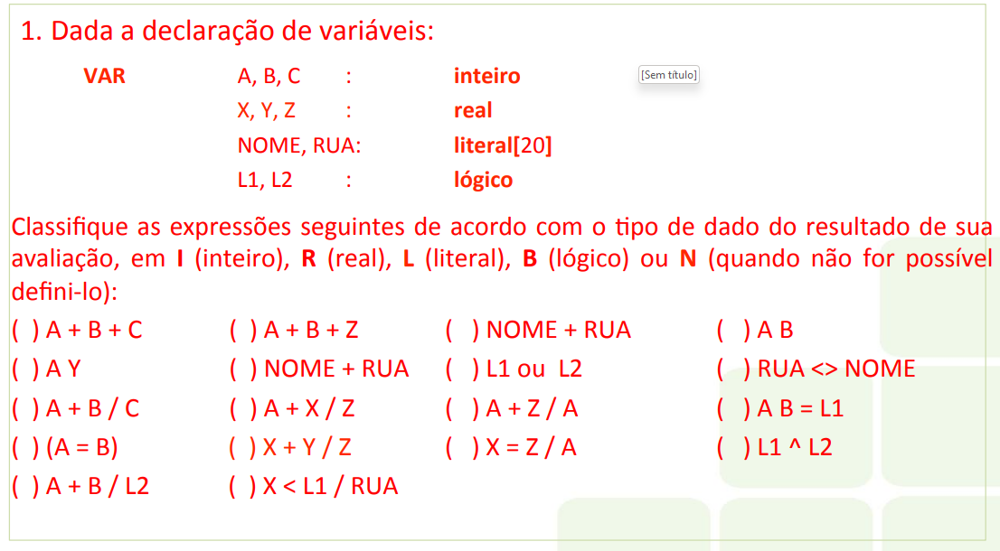 1. Dada a declaração de variáveis:
VAR A, B, C : inteiro [Sem título]
X, Y, Z : real
NOME, RUA: literal[20]
L1, L2 : lógico
Classifique as expressões seguintes de acordo com o tipo de dado do resultado de sua
avaliação, em I (inteiro), R (real), L (literal), B (lógico) ou N (quando não for possível
defini-lo):
( ) A + B + C ( ) A + B + Z ( ) NOME + RUA ( ) A B
( ) A Y ( ) NOME + RUA ( ) L1 ou L2 ( ) RUA <> NOME
( ) A + B / C ( ) A + X / Z ( ) A + Z / A ( ) A B = L1
( ) (A = B) ( ) X + Y / Z ( ) X = Z / A ( ) L1 ^ L2
( ) A + B / L2 ( ) X < L1 / RUA